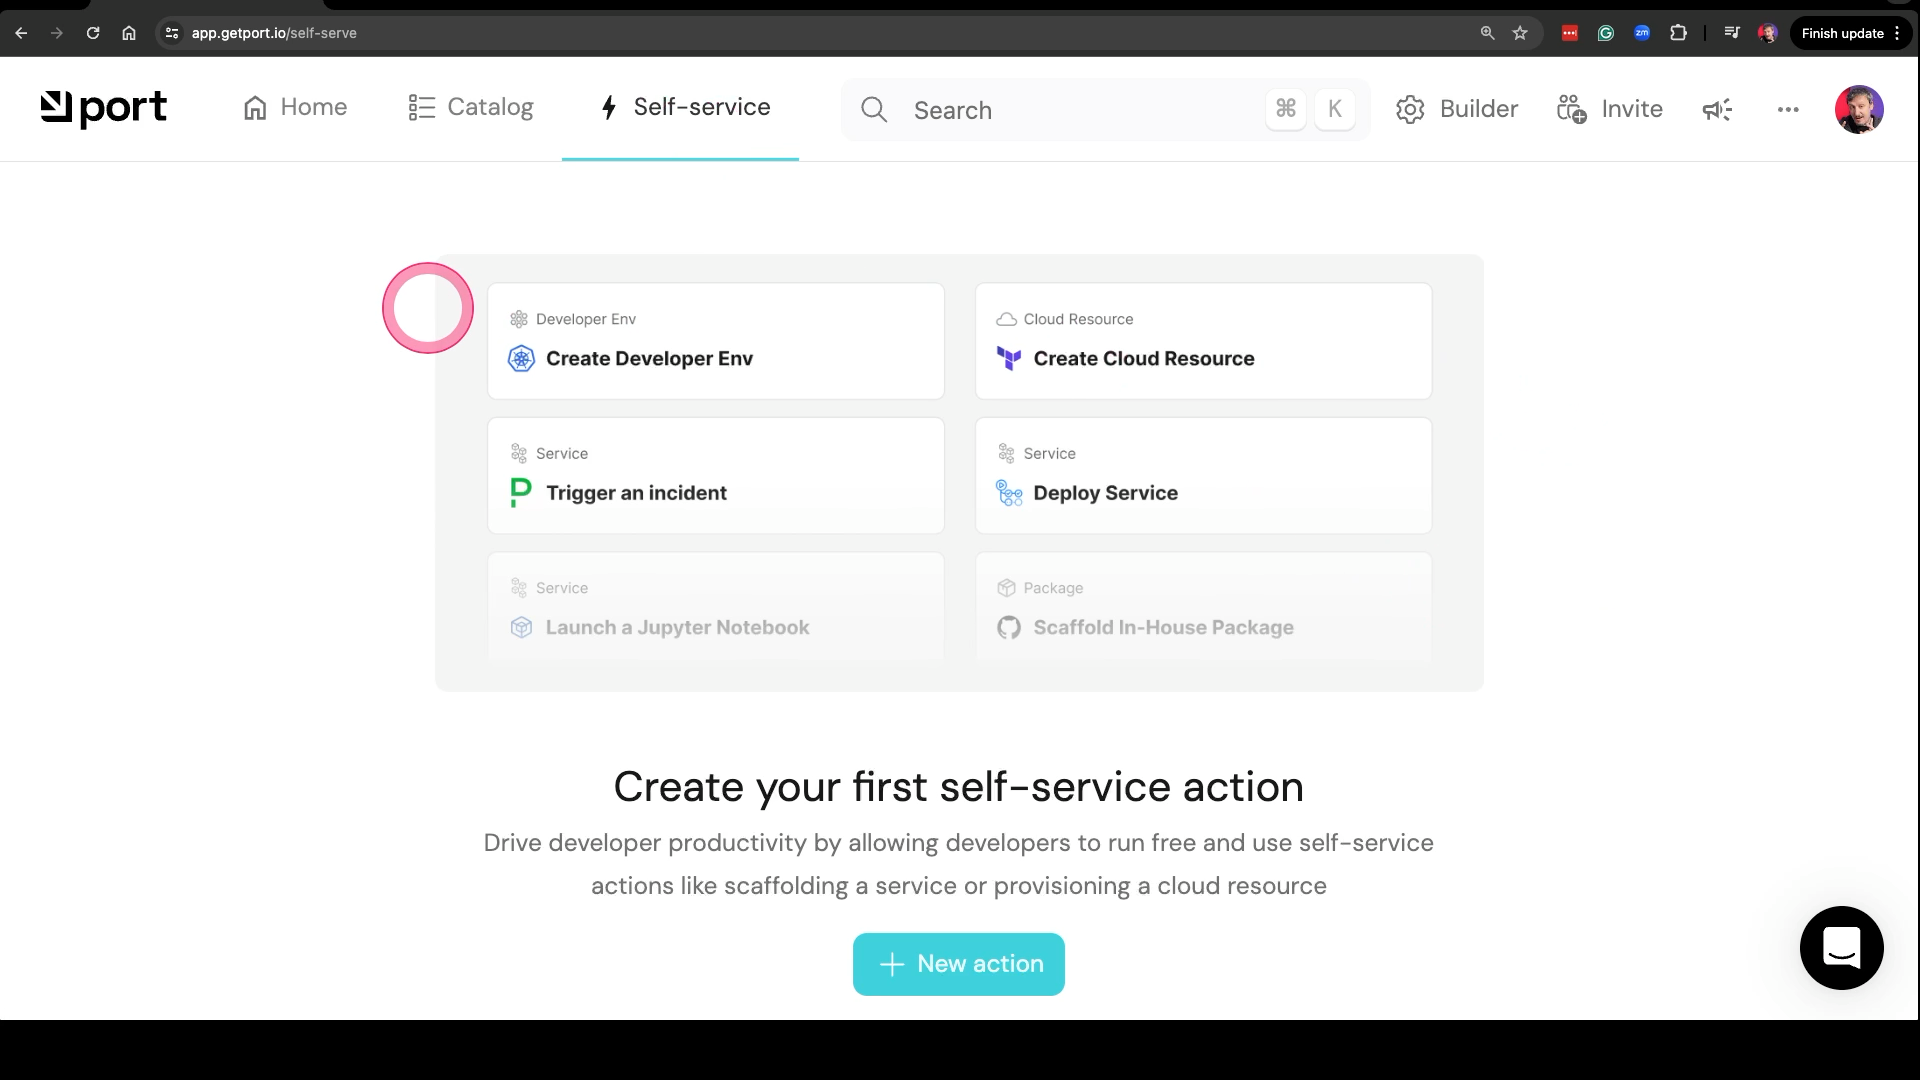 app.getport.io/self-serve
zm
Finish update
port
Home
Catalog
Self-service
Search
⌘ K
Builder
Invite
Developer Env
Create Developer Env
Cloud Resource
Create Cloud Resource
Service
Trigger an incident
Service
Deploy Service
Service
Launch a Jupyter Notebook
Package
Scaffold In-House Package
Create your first self-service action
Drive developer productivity by allowing developers to run free and use self-service
actions like scaffolding a service or provisioning a cloud resource
+ New action